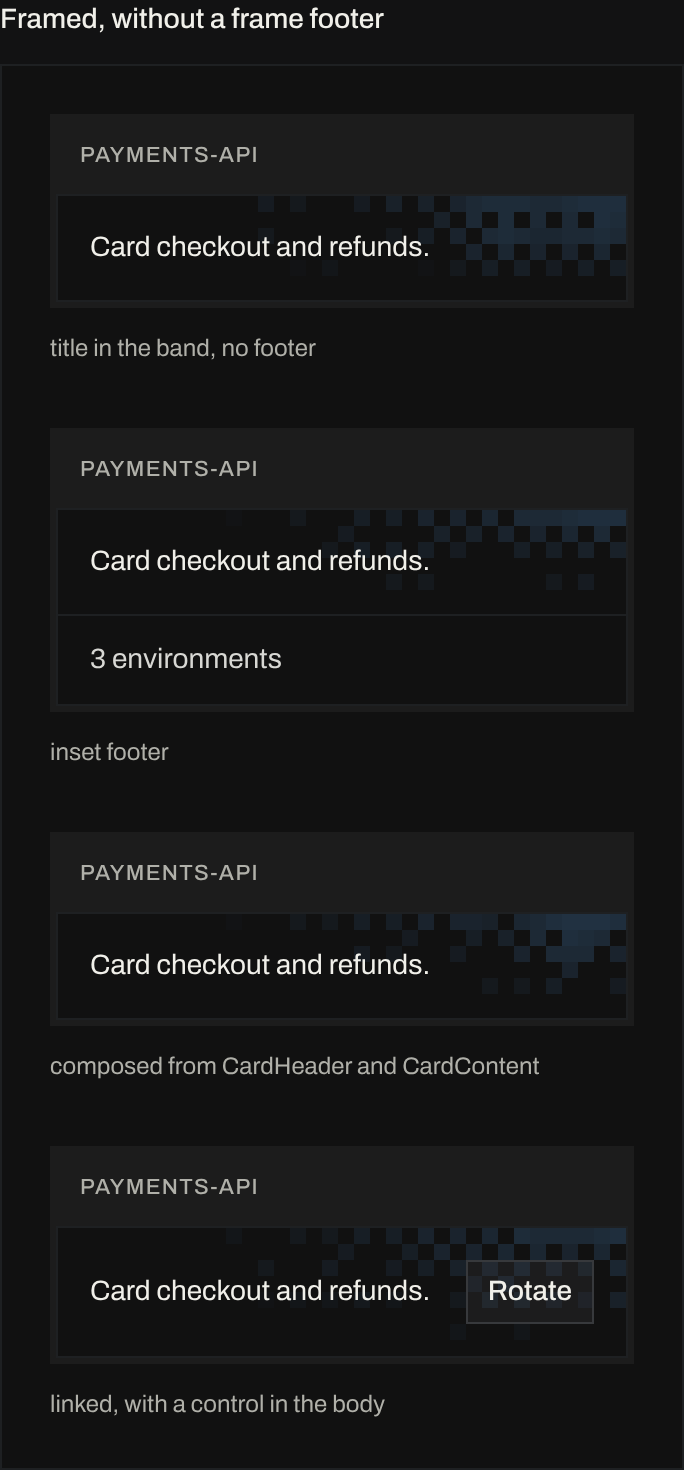 Framed, without a frame footer
PAYMENTS-API
Card checkout and refunds.
title in the band, no footer
PAYMENTS-API
Card checkout and refunds.
3 environments
inset footer
PAYMENTS-API
Card checkout and refunds.
composed from CardHeader and CardContent
PAYMENTS-API
Card checkout and refunds.
Rotate
linked, with a control in the body